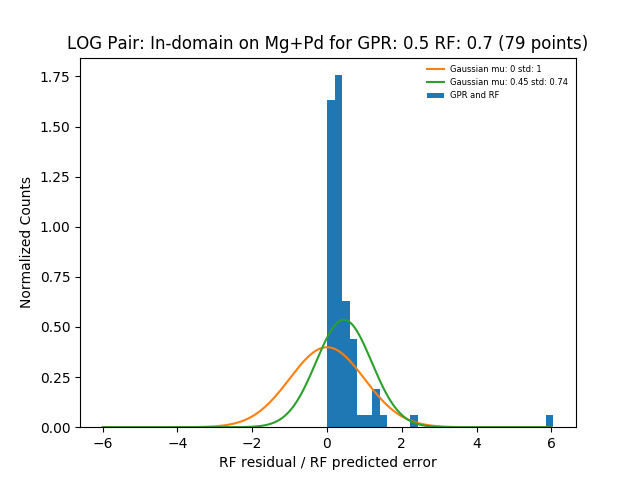 LOG Pair: In-domain on Mg+Pd for GPR: 0.5 RF: 0.7 (79 points)
Gaussian mu: 0 std: 1
Gaussian mu: 0.45 std: 0.74
GPR and RF
Normalized Counts
1.75
1.50
1.25
1.00
0.75
0.50
0.25
0.00
−6 −4 −2 0 2 4 6
RF residual / RF predicted error